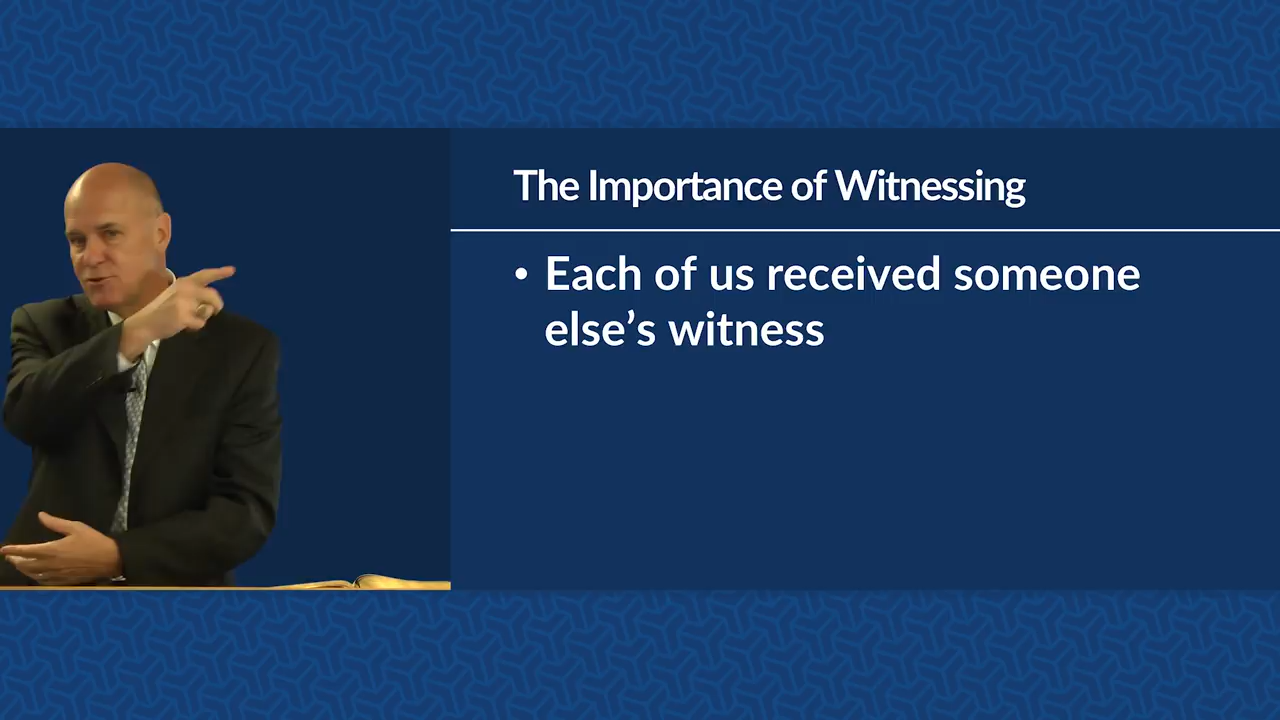 The Importance of Witnessing
• Each of us received someone
else’s witness